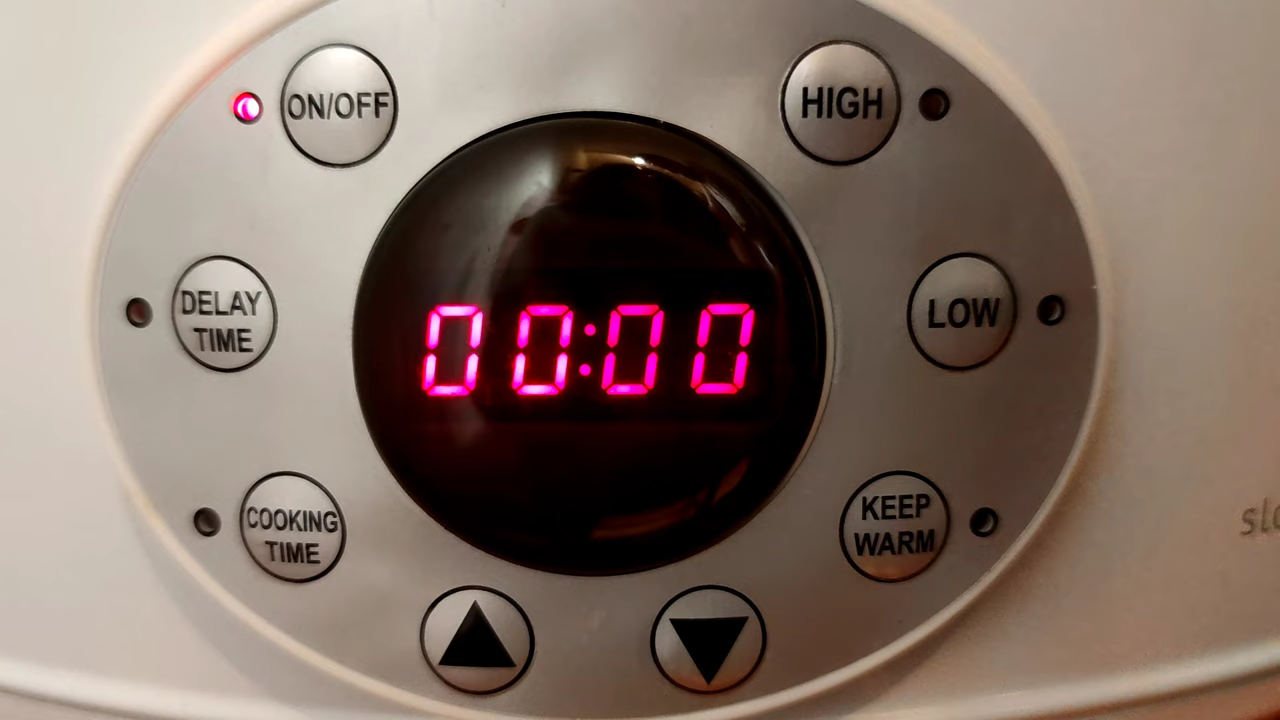 ON/OFF
HIGH
DELAY
TIME
00:00
LOW
COOKING
TIME
KEEP
WARM